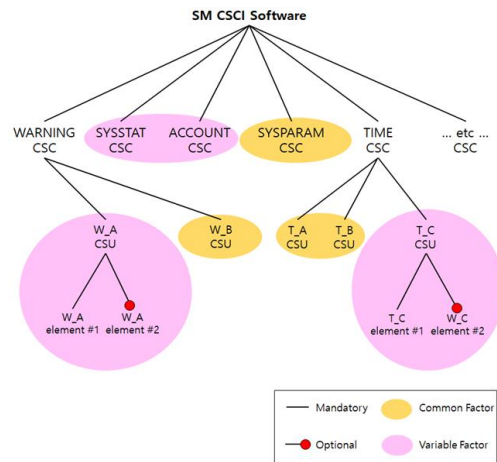 SM CSCI Software
WARNING
CSC
SYSSTAT
CSC
ACCOUNT
CSC
SYSPARAM
CSC
TIME
CSC
... etc ...
CSC
W_A
CSU
W_B
CSU
T_A
CSU
T_B
CSU
T_C
CSU
W_A
element #1
W_A
element #2
T_C
element #1
W_C
element #2
Mandatory
Common Factor
Optional
Variable Factor